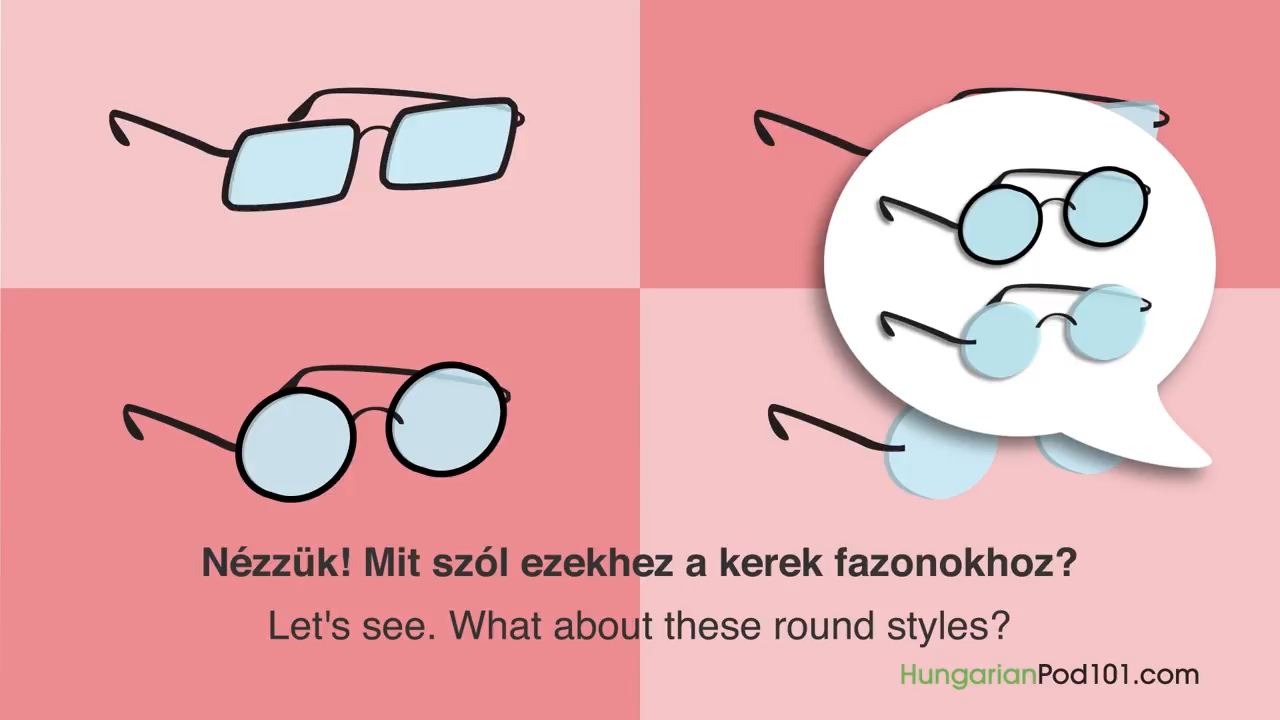 Nézzük! Mit szól ezekhez a kerek fazonokhoz?
Let's see. What about these round styles?
HungarianPod101.com